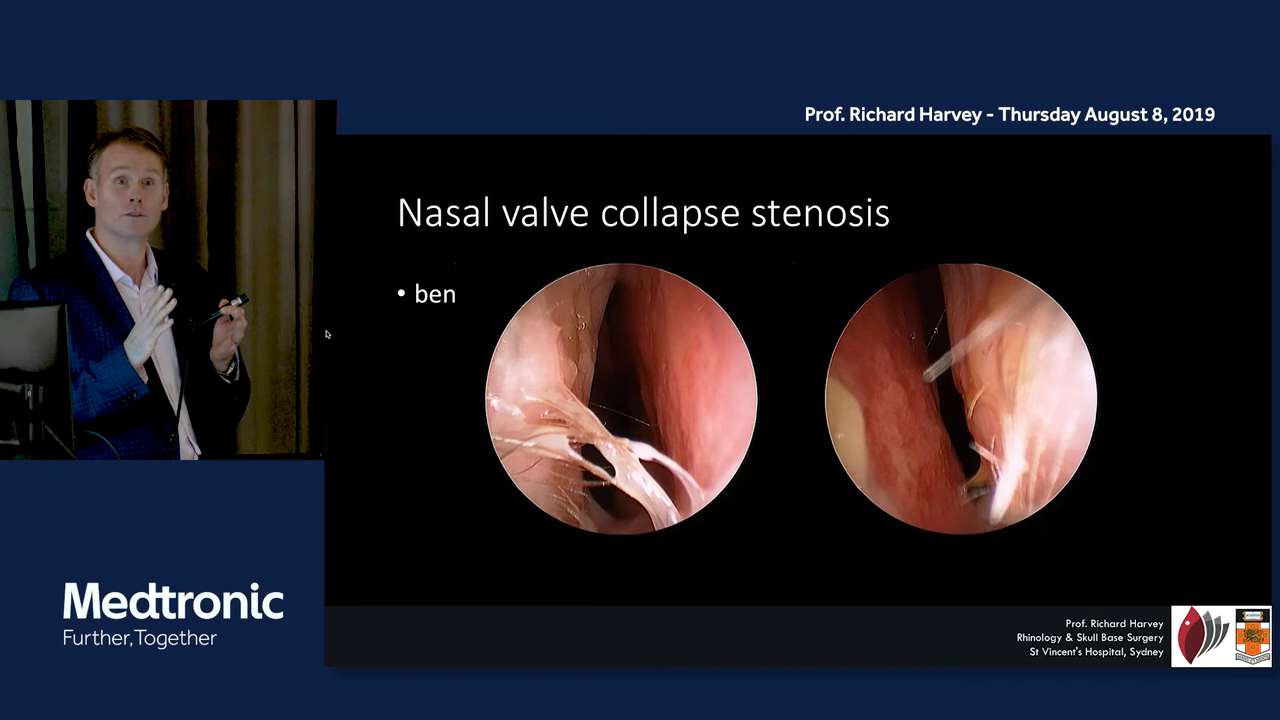 Prof. Richard Harvey - Thursday August 8, 2019
Nasal valve collapse stenosis
• ben
Medtronic
Further,Together
Prof. Richard Harvey
Rhinology & Skull Base Surgery
St Vincent's Hospital, Sydney